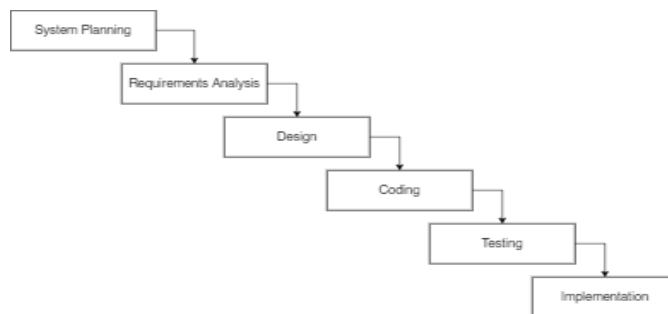 System Planning
Requirements Analysis
Design
Coding
Testing
Implementation